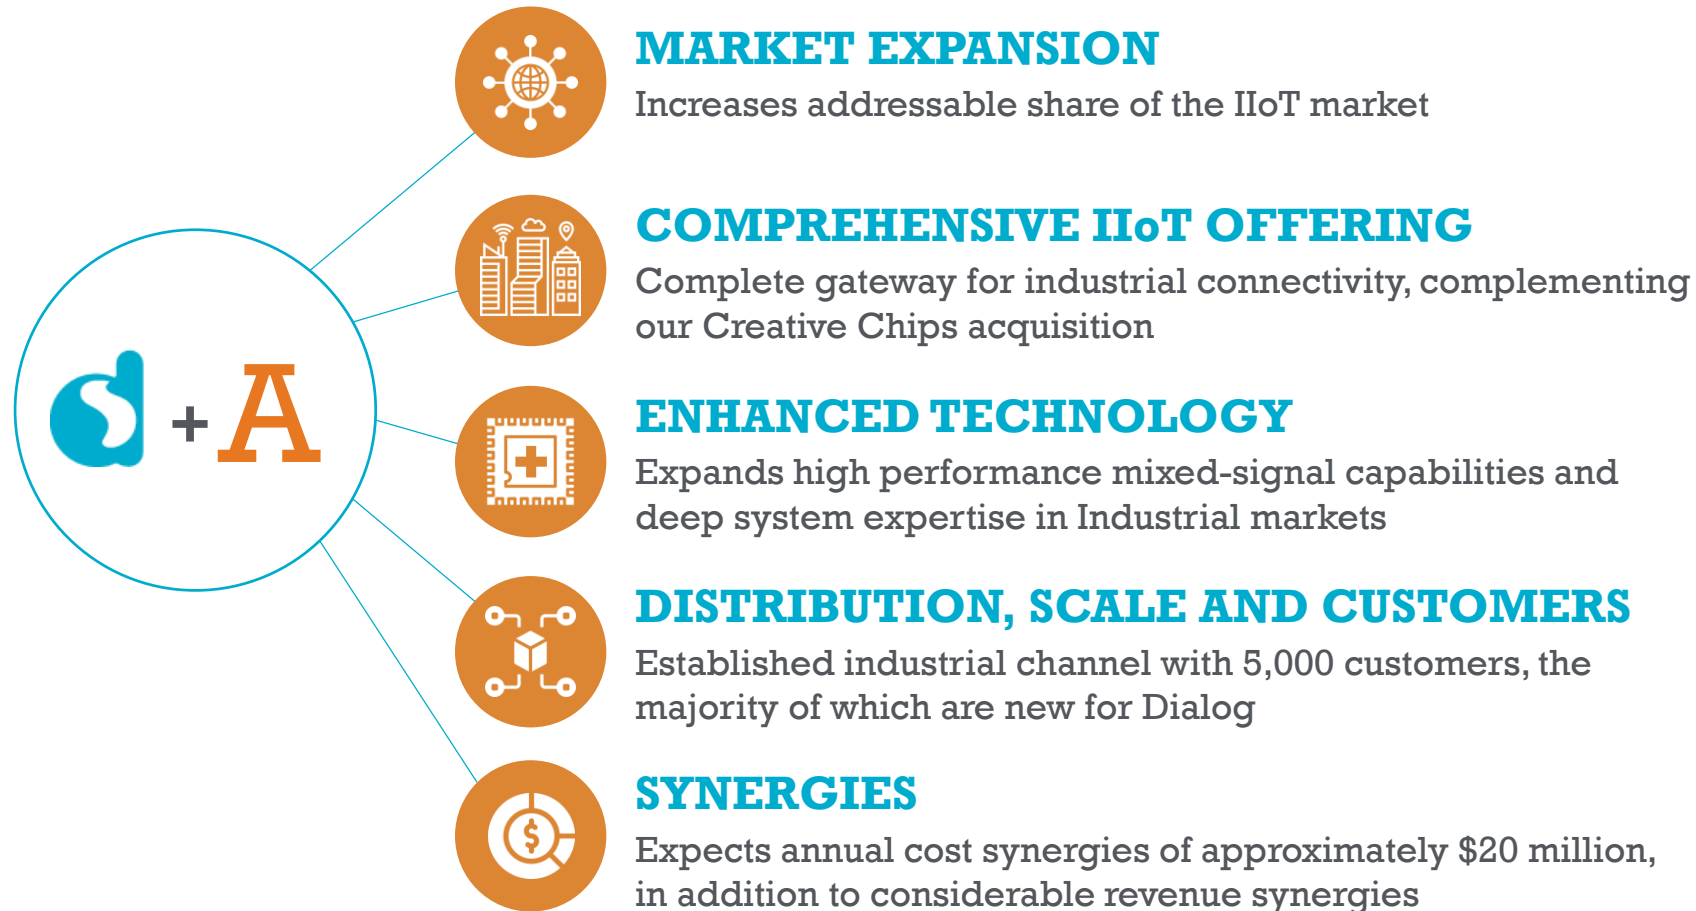 MARKET EXPANSION
Increases addressable share of the IIoT market
COMPREHENSIVE IIoT OFFERING
Complete gateway for industrial connectivity, complementing
our Creative Chips acquisition
+ A
ENHANCED TECHNOLOGY
Expands high performance mixed-signal capabilities and
deep system expertise in Industrial markets
DISTRIBUTION, SCALE AND CUSTOMERS
Established industrial channel with 5,000 customers, the
majority of which are new for Dialog
$
SYNERGIES
Expects annual cost synergies of approximately $20 million,
in addition to considerable revenue synergies